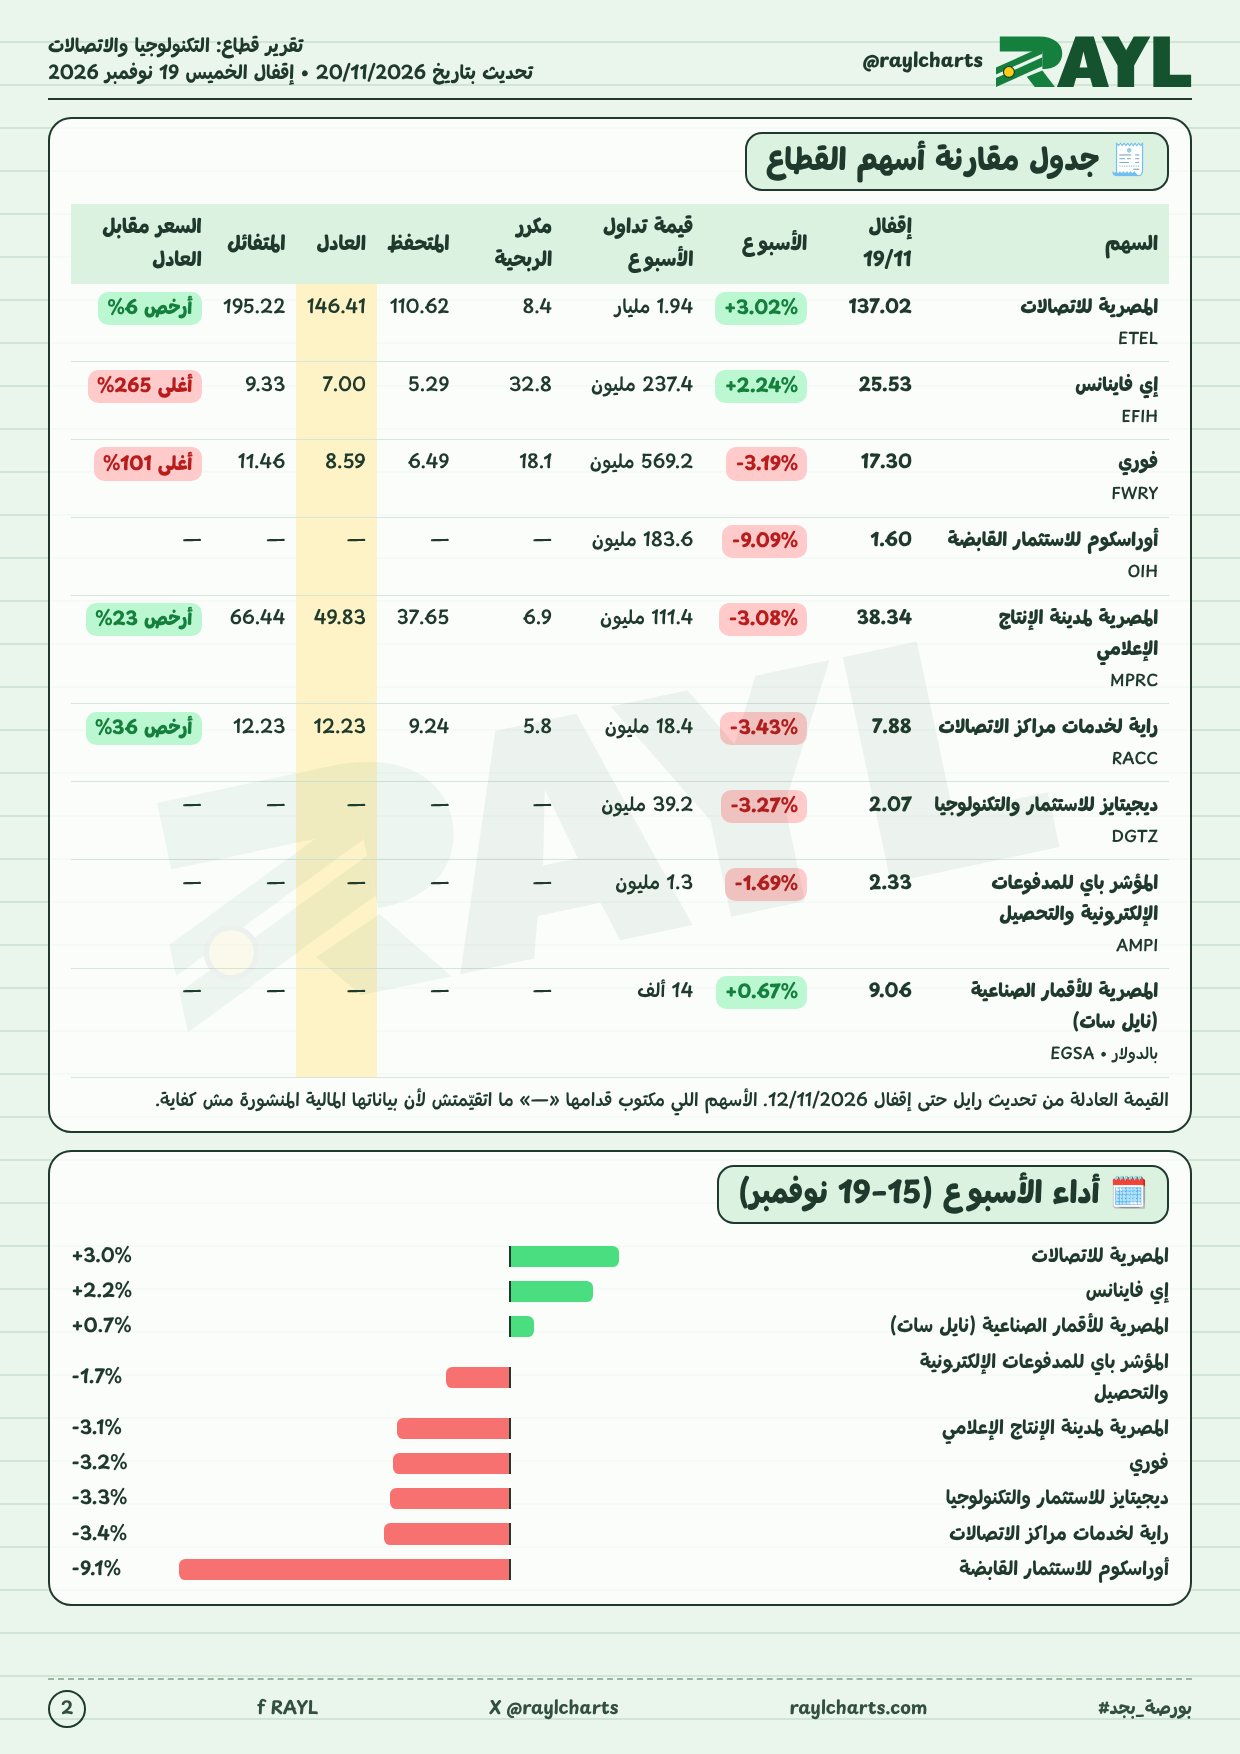 RAYL
@raylcharts
تقرير قطاع: التكنولوجيا والاتصالات
تحديث بتاريخ 20/11/2026 • إقفال الخميس 19 نوفمبر 2026
جدول مقارنة أسهم القطاع
السهم إقفال 19/11 الأسبوع قيمة تداول الأسبوع مكرر الربحية المتحفظ العادل المتفائل السعر مقابل العادل
المصرية للاتصالات 137.02 +3.02% 1.94 مليار 8.4 110.62 146.41 195.22 أرخص 6%
ETEL
إي فاينانس 25.53 +2.24% 237.4 مليون 32.8 5.29 7.00 9.33 أغلى 265%
EFIH
فوري 17.30 -3.19% 569.2 مليون 18.1 6.49 8.59 11.46 أغلى 101%
FWRY
أوراسكوم للاستثمار القابضة 1.60 -9.09% 183.6 مليون — — — — —
OIH
المصرية لمدينة الإنتاج 38.34 -3.08% 111.4 مليون 6.9 37.65 49.83 66.44 أرخص 23%
الإعلامي
MPRC
راية لخدمات مراكز الاتصالات 7.88 -3.43% 18.4 مليون 5.8 9.24 12.23 12.23 أرخص 36%
RACC
ديجيتايز للاستثمار والتكنولوجيا 2.07 -3.27% 39.2 مليون — — — — —
DGTZ
المؤشر باي للمدفوعات 2.33 -1.69% 1.3 مليون — — — — —
الإلكترونية والتحصيل
AMPI
المصرية للأقمار الصناعية 9.06 +0.67% 14 ألف — — — — —
(نايل سات)
بالدولار • EGSA
القيمة العادلة من تحديث رايل حتى إقفال 12/11/2026. الأسهم اللي مكتوب قدامها «—» ما اتقيّمتش لأن بياناتها المالية المنشورة مش كفاية.
RAYL
أداء الأسبوع (15–19 نوفمبر)
المصرية للاتصالات +3.0%
إي فاينانس +2.2%
المصرية للأقمار الصناعية (نايل سات) +0.7%
المؤشر باي للمدفوعات الإلكترونية -1.7%
والتحصيل
المصرية لمدينة الإنتاج الإعلامي -3.1%
فوري -3.2%
ديجيتايز للاستثمار والتكنولوجيا -3.3%
راية لخدمات مراكز الاتصالات -3.4%
أوراسكوم للاستثمار القابضة -9.1%
#بورصة_بجد raylcharts.com X @raylcharts f RAYL 2